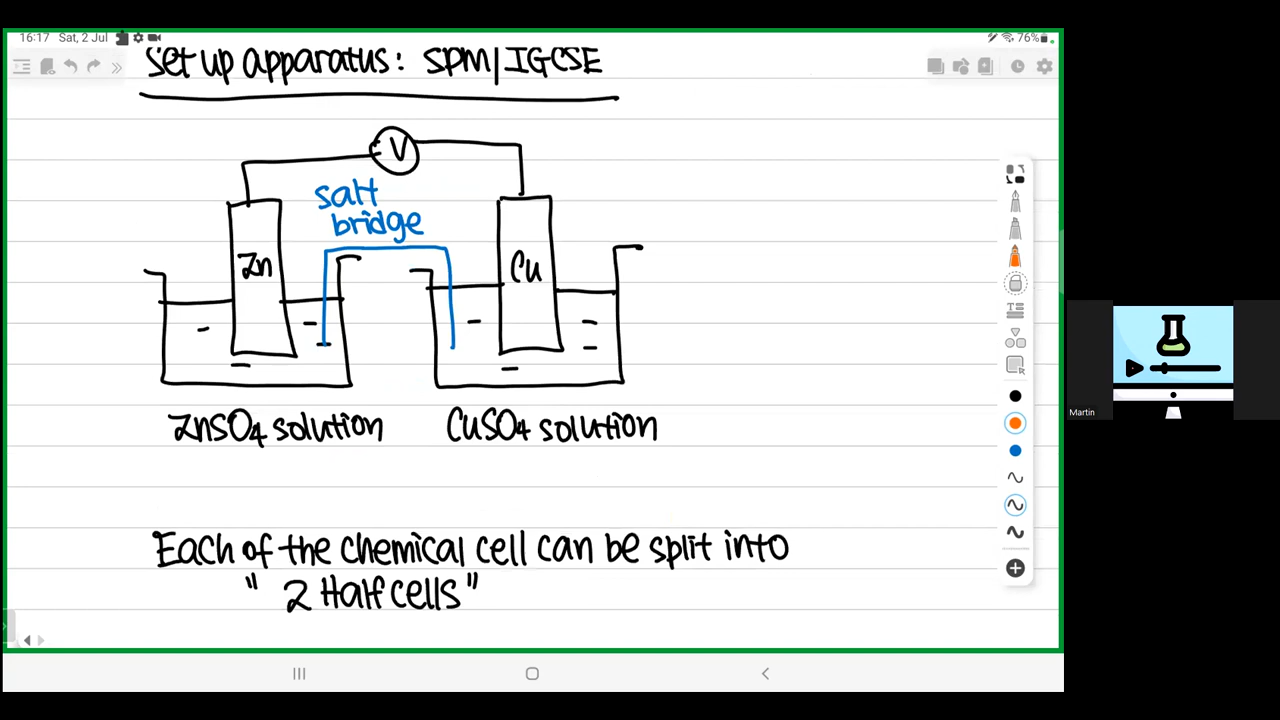 16:17 Sat, 2 Jul
76%
Set up apparatus: SPM/IGCSE
V
salt
bridge
Zn
Cu
ZnSO4 solution
CuSO4 solution
Each of the chemical cell can be split into
" 2 Half cells "
Martin